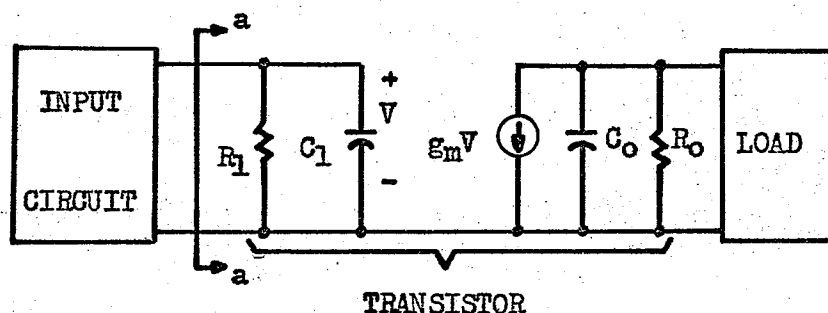 a
INPUT
CIRCUIT
R1
C1
+
V
-
gmV
Co
Ro
LOAD
a
TRANSISTOR